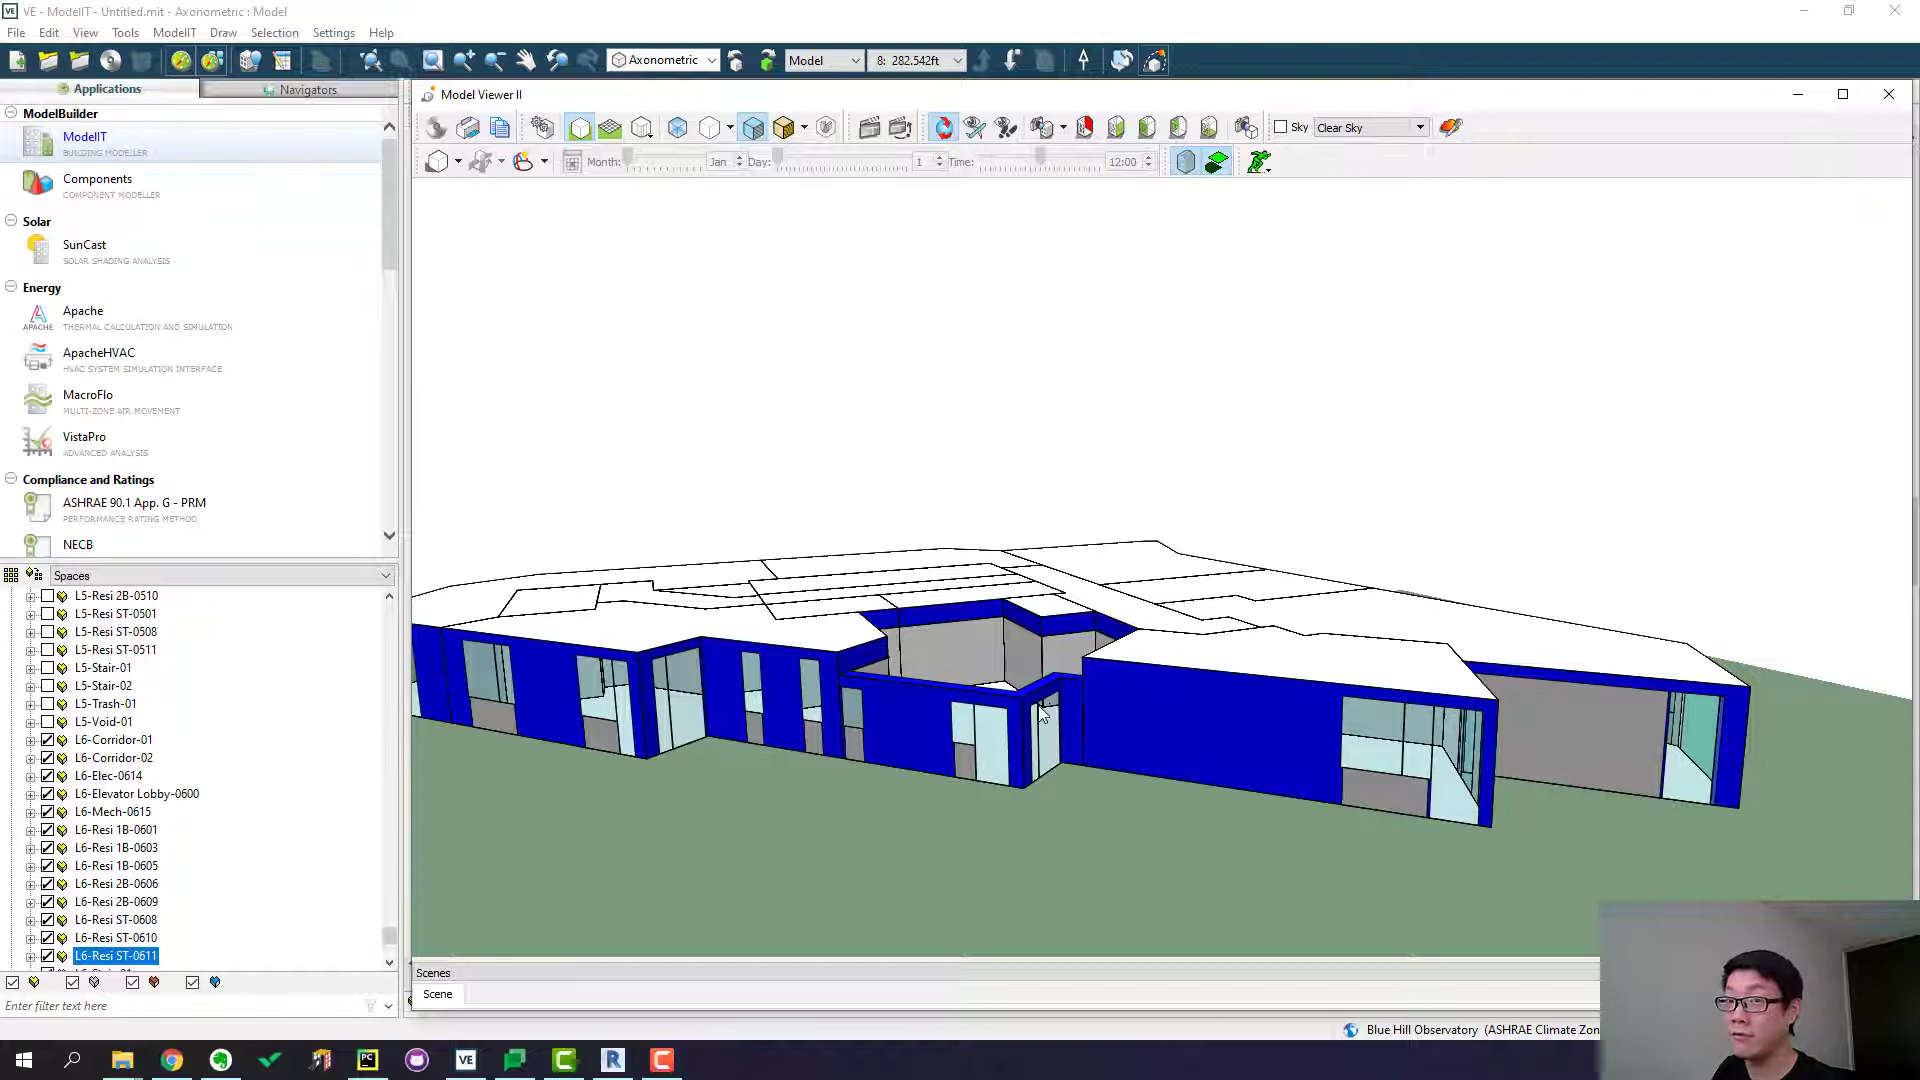 VE - ModelIT - Untitled.mit - Axonometric : Model
File Edit View Tools ModelIT Draw Selection Settings Help
Axonometric Model 8: 282.542ft
Applications Navigators
Model Viewer II
ModelBuilder
ModelIT
BUILDING MODELLER
Components
COMPONENT MODELLER
Solar
SunCast
SOLAR SHADING ANALYSIS
Energy
Apache
APACHE THERMAL CALCULATION AND SIMULATION
ApacheHVAC
HVAC SYSTEM SIMULATION INTERFACE
MacroFlo
MULTI-ZONE AIR MOVEMENT
VistaPro
ADVANCED ANALYSIS
Compliance and Ratings
ASHRAE 90.1 App. G - PRM
PERFORMANCE RATING METHOD
NECB
Sky Clear Sky
Month: Jan Day: 1 Time: 12:00
Spaces
L5-Resi 2B-0510
L5-Resi ST-0501
L5-Resi ST-0508
L5-Resi ST-0511
L5-Stair-01
L5-Stair-02
L5-Trash-01
L5-Void-01
L6-Corridor-01
L6-Corridor-02
L6-Elec-0614
L6-Elevator Lobby-0600
L6-Mech-0615
L6-Resi 1B-0601
L6-Resi 1B-0603
L6-Resi 1B-0605
L6-Resi 2B-0606
L6-Resi 2B-0609
L6-Resi ST-0608
L6-Resi ST-0610
L6-Resi ST-0611
Enter filter text here
Scenes
Scene
Blue Hill Observatory (ASHRAE Climate Zon
VE
PC
C
R
C